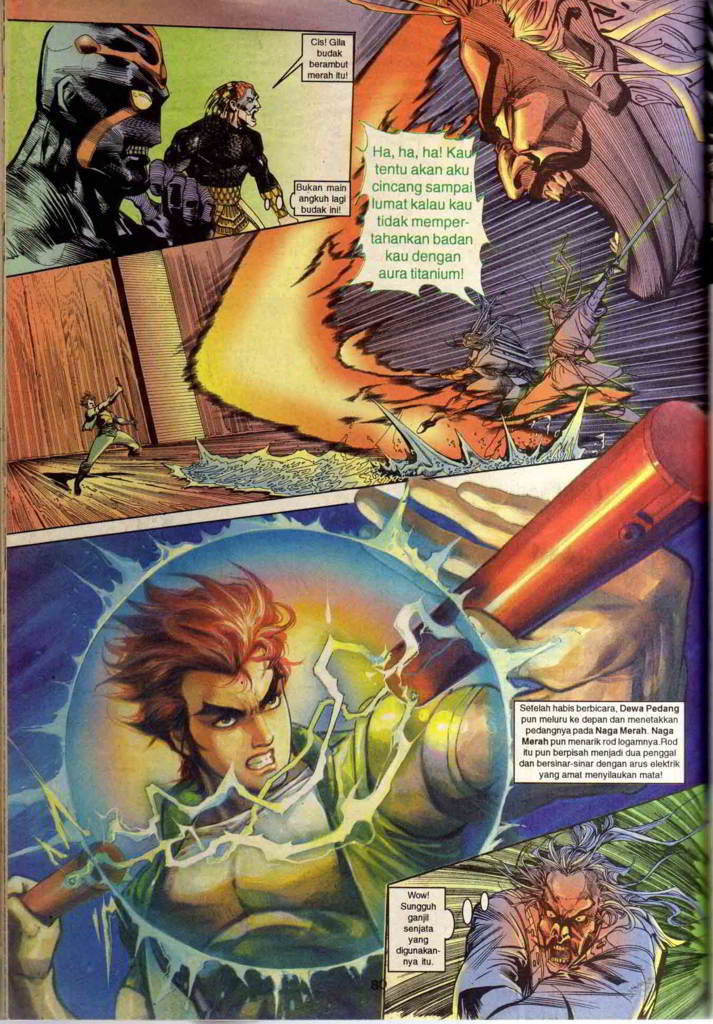 Cis! Gila
budak
berambut
merah itu!
Bukan main
angkuh lagi
budak ini!
Ha, ha, ha! Kau
tentu akan aku
cincang sampai
lumat kalau kau
tidak memper-
tahankan badan
kau dengan
aura titanium!
Setelah habis berbicara, Dewa Pedang
pun meluru ke depan dan menetakkan
pedangnya pada Naga Merah. Naga
Merah pun menarik rod logamnya.Rod
itu pun berpisah menjadi dua penggal
dan bersinar-sinar dengan arus elektrik
yang amat menyilaukan mata!
Wow!
Sungguh
ganjil
senjata
yang
digunakan-
nya itu.